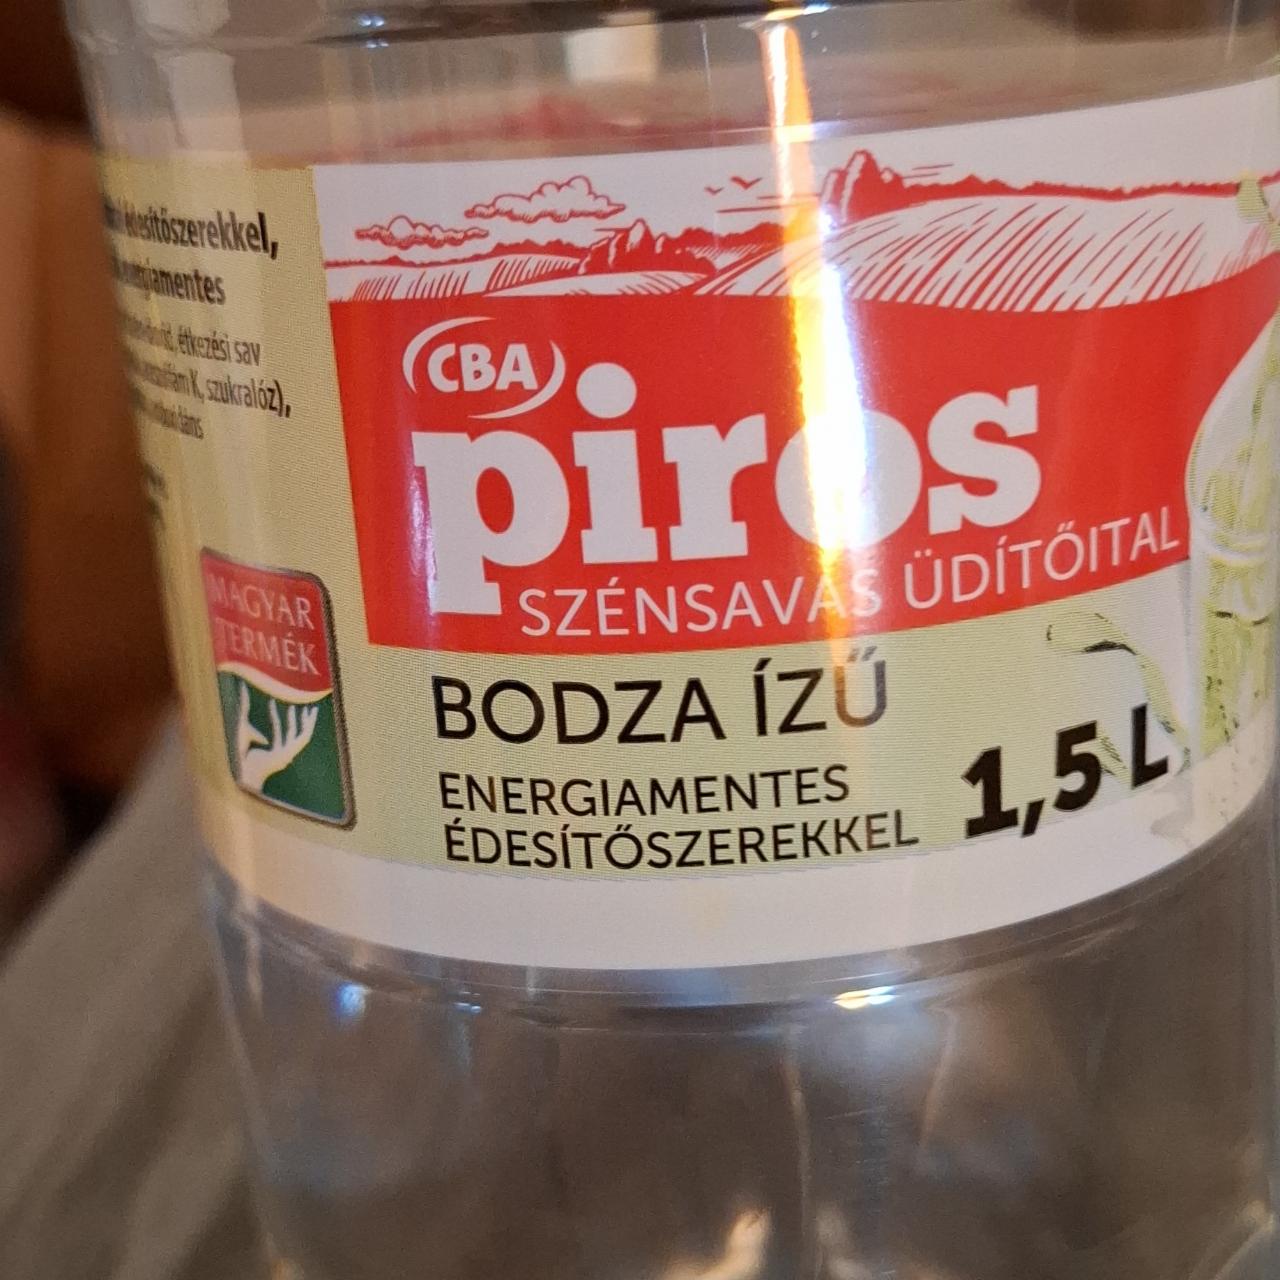 édesítőszerekkel,
energiamentes
étkezési sav
K, szukralóz),
MAGYAR
TERMÉK
CBA
piros
SZÉNSAVAS ÜDÍTŐITAL
BODZA ÍZŰ
ENERGIAMENTES
ÉDESÍTŐSZEREKKEL
1,5 L